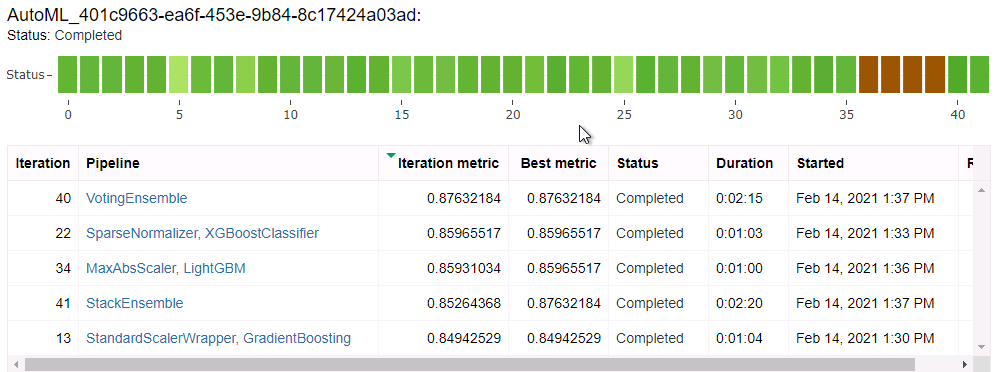 AutoML_401c9663-ea6f-453e-9b84-8c17424a03ad:
Status: Completed
Status
0 5 10 15 20 25 30 35 40
Iteration Pipeline Iteration metric Best metric Status Duration Started R
40 VotingEnsemble 0.87632184 0.87632184 Completed 0:02:15 Feb 14, 2021 1:37 PM
22 SparseNormalizer, XGBoostClassifier 0.85965517 0.85965517 Completed 0:01:03 Feb 14, 2021 1:33 PM
34 MaxAbsScaler, LightGBM 0.85931034 0.85965517 Completed 0:01:00 Feb 14, 2021 1:36 PM
41 StackEnsemble 0.85264368 0.87632184 Completed 0:02:20 Feb 14, 2021 1:37 PM
13 StandardScalerWrapper, GradientBoosting 0.84942529 0.84942529 Completed 0:01:04 Feb 14, 2021 1:30 PM